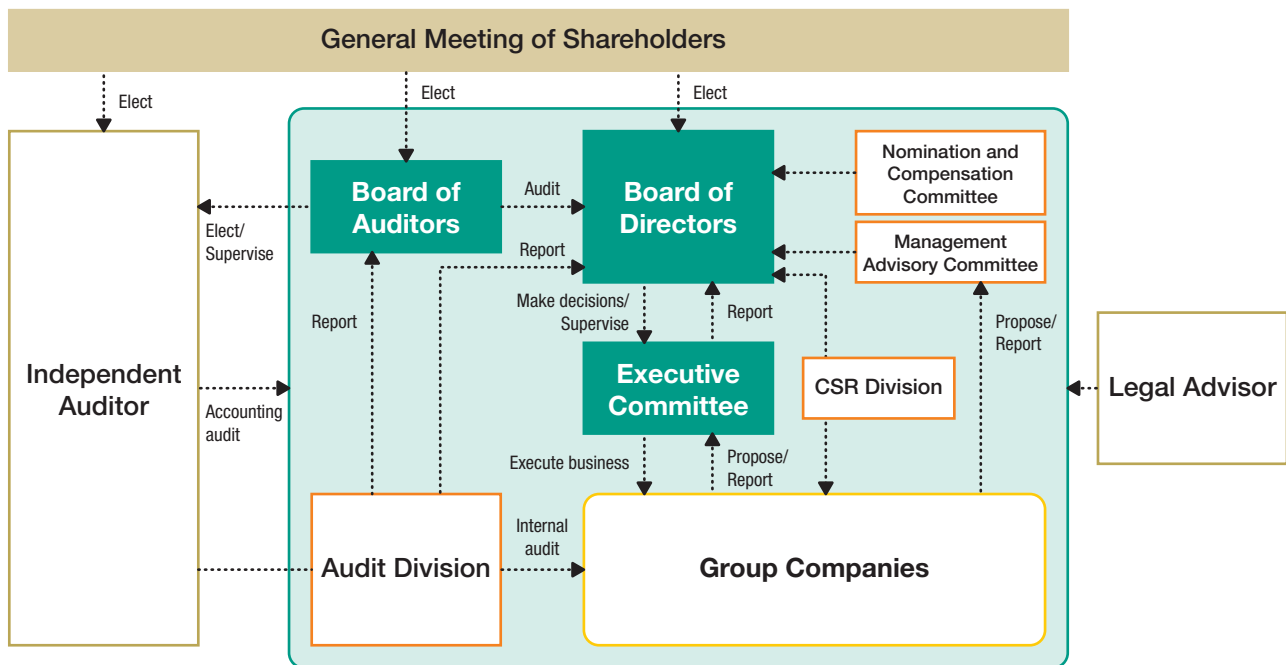 General Meeting of Shareholders
Elect
Elect
Elect
Nomination and
Compensation
Committee
Board of
Auditors
Audit
Board of
Directors
Elect/
Supervise
Report
Management
Advisory Committee
Make decisions/
Supervise
Report
Report
Propose/
Report
Independent
Auditor
Accounting
audit
Executive
Committee
CSR Division
Legal Advisor
Execute business
Propose/
Report
Internal
audit
Audit Division
Group Companies